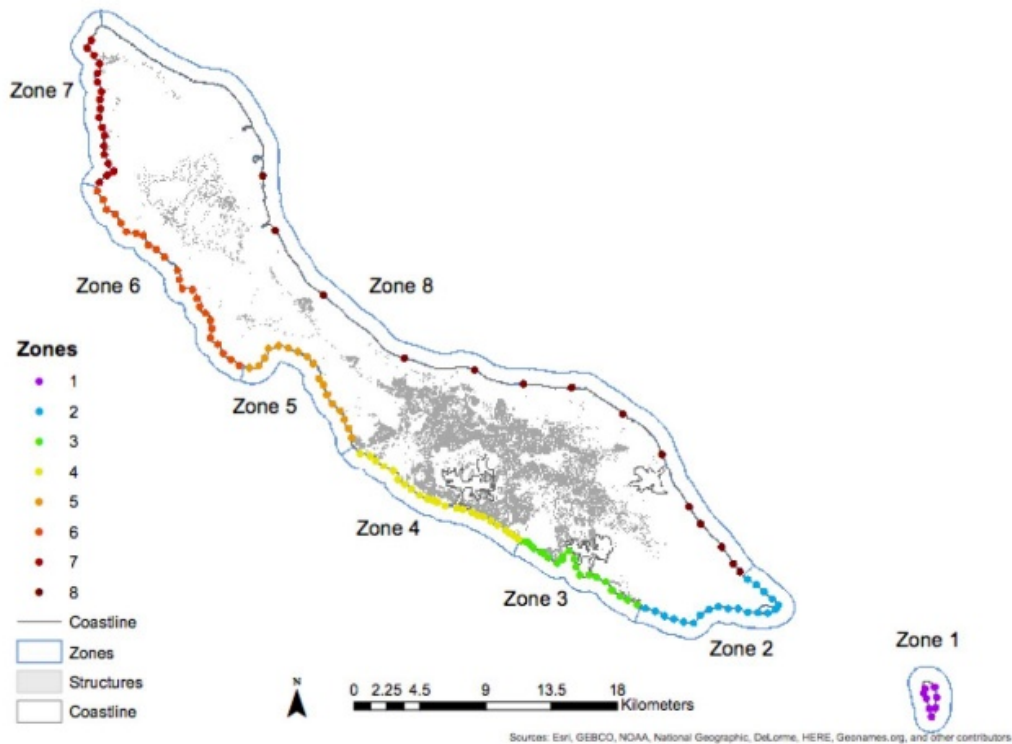 Zone 7
Zone 6
Zone 8
Zones
1
2
3
4
5
6
7
8
Coastline
Zones
Structures
Coastline
Zone 5
Zone 4
Zone 3
Zone 2
Zone 1
N
0 2.25 4.5 9 13.5 18
Kilometers
Sources: Esri, GEBCO, NOAA, National Geographic, DeLorme, HERE, Geonames.org, and other contributors